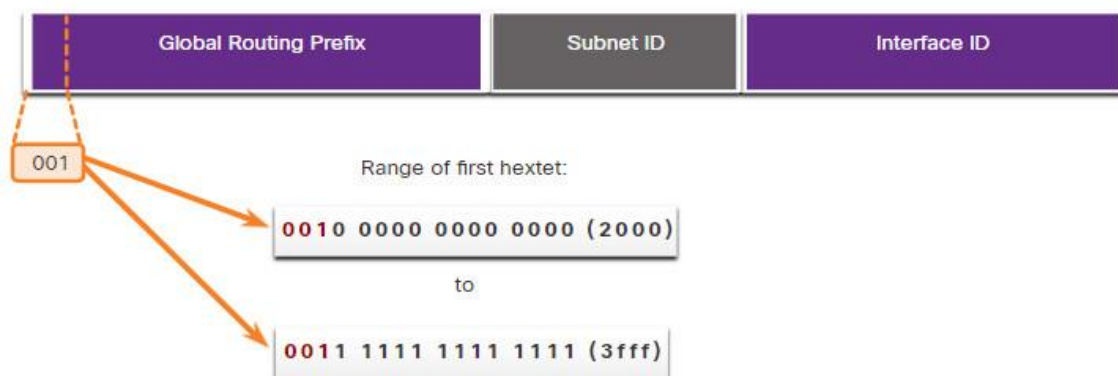 Global Routing Prefix Subnet ID Interface ID
001
Range of first hextet:
0010 0000 0000 0000 (2000)
to
0011 1111 1111 1111 (3fff)